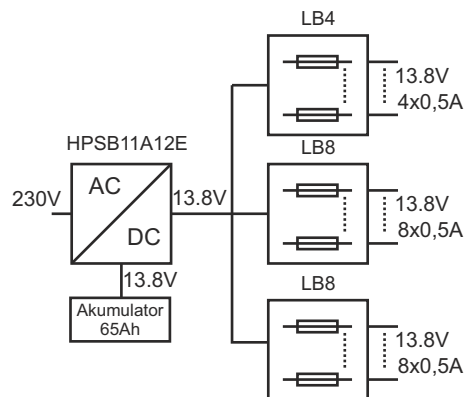 LB4
13.8V
4x0,5A
HPSB11A12E
230V
AC
DC
13.8V
LB8
13.8V
8x0,5A
13.8V
Akumulator
65Ah
LB8
13.8V
8x0,5A